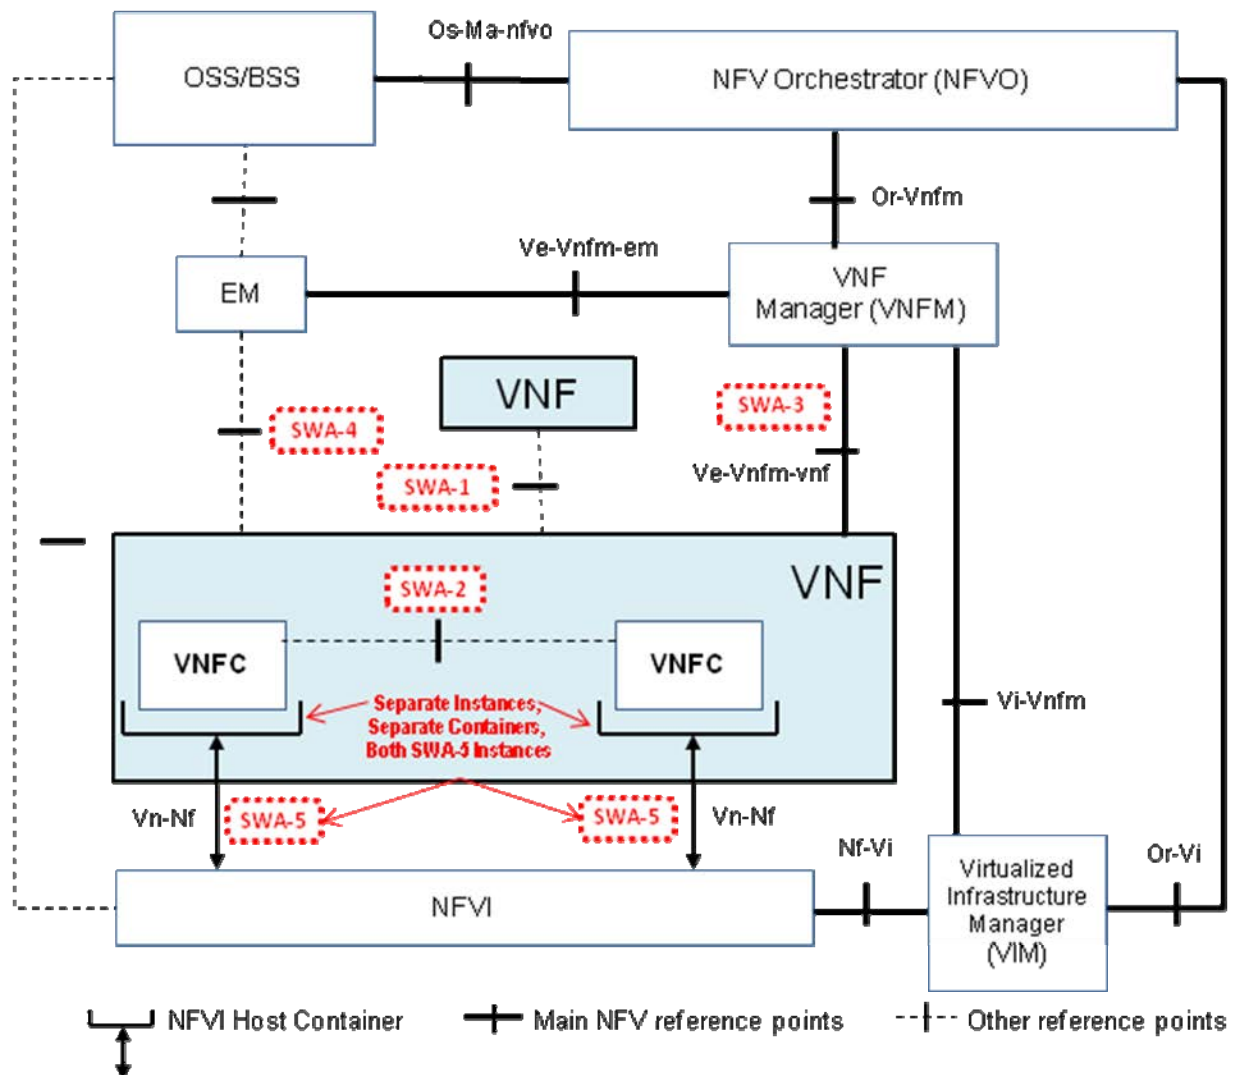 Os-Ma-nfvo
OSS/BSS
NFV Orchestrator (NFVO)
Or-Vnfm
Ve-Vnfm-em
EM
VNF
Manager (VNFM)
VNF
SWA-3
SWA-4
SWA-1
Ve-Vnfm-vnf
VNF
SWA-2
VNFC
VNFC
Separate Instances,
Separate Containers,
Both SWA-5 Instances
Vi-Vnfm
Vn-Nf
SWA-5
SWA-5
Vn-Nf
Nf-Vi
Or-Vi
Virtualized
Infrastructure
Manager
(VIM)
NFVI
NFVI Host Container
Main NFV reference points
Other reference points